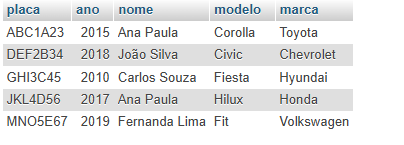 placa ano nome modelo marca
ABC1A23 2015 Ana Paula Corolla Toyota
DEF2B34 2018 João Silva Civic Chevrolet
GHI3C45 2010 Carlos Souza Fiesta Hyundai
JKL4D56 2017 Ana Paula Hilux Honda
MNO5E67 2019 Fernanda Lima Fit Volkswagen